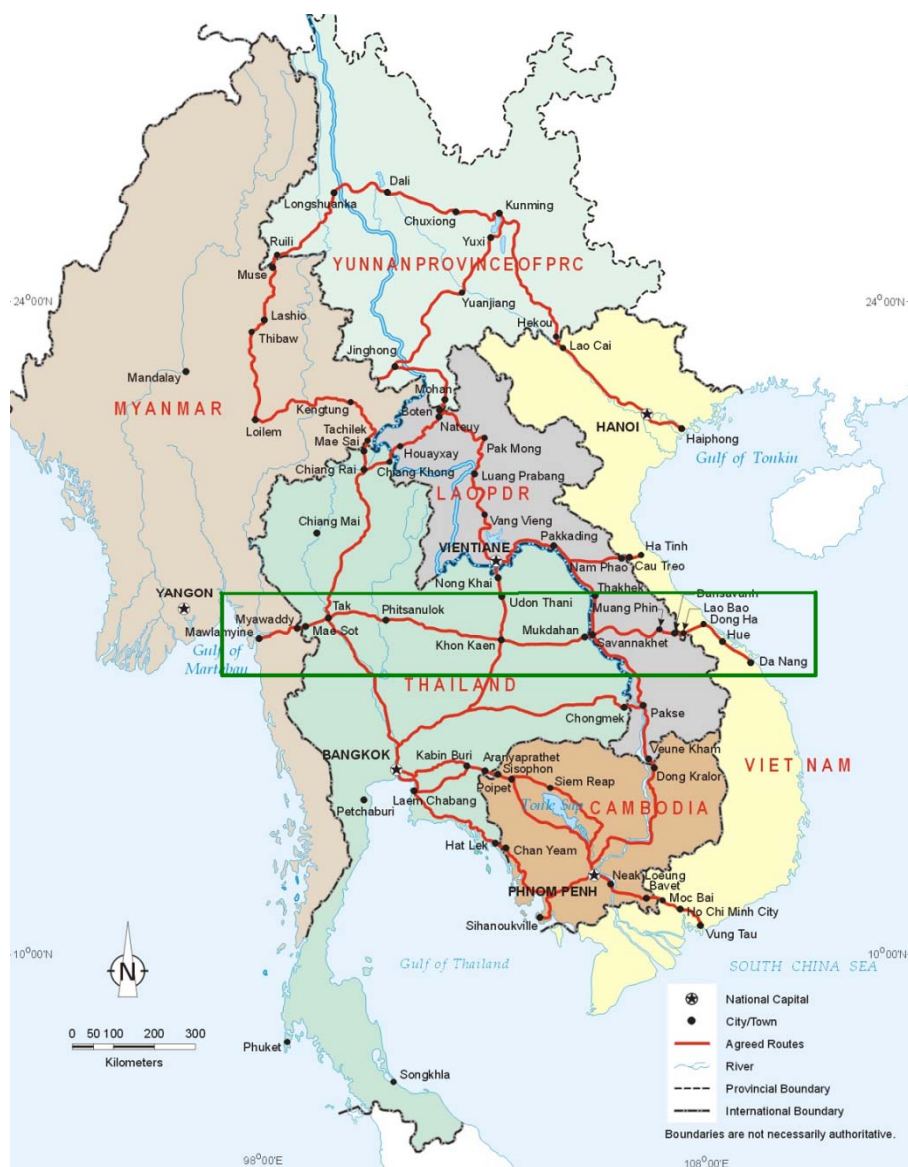 Dali
Longshuanka
Kunming
Chuxiong
Ruili
Yuxi
YUNNAN PROVINCE OF PRC
Muse
Yuanjiang
24°00'N
24°00'N
Lashio
Hekou
Thibaw
Lao Cai
Jinghong
Mandalay
Mohan
MYANMAR
Kengtung
Boten
HANOI
Loilem
Tachilek
Nateuy
Haiphong
Mae Sai
Houayxay
Pak Mong
Gulf of Toukin
Chiang Rai
Chiang Khong
Luang Prabang
LAO PDR
Chiang Mai
Vang Vieng
VIENTIANE
Pakkading
Ha Tinh
Nam Phao
Cau Treo
Nong Khai
Thakhek
Dansavanh
YANGON
Udon Thani
Muang Phin
Lao Bao
Myawaddy
Tak
Phitsanulok
Dong Ha
Mawlamyine
Mae Sot
Mukdahan
Hue
Gulf of
Martabau
Khon Kaen
Savannakhet
Da Nang
THAILAND
Chongmek
Pakse
BANGKOK
Kabin Buri
Aranyaprathet
Veune Kham
VIET NAM
Sisophon
Siem Reap
Dong Kralor
Poipet
Petchaburi
Laem Chabang
Tonle Sap
CAMBODIA
Hat Lek
Chan Yeam
Neak Loeung
PHNOM PENH
Bavet
Moc Bai
Ho Chi Minh City
Sihanoukville
Vung Tau
10°00'N
10°00'N
Gulf of Thailand
SOUTH CHINA SEA
N
National Capital
0 50 100 200 300
City/Town
Kilometers
Phuket
Agreed Routes
River
Songkhla
Provincial Boundary
International Boundary
Boundaries are not necessarily authoritative.
98°00'E
108°00'E